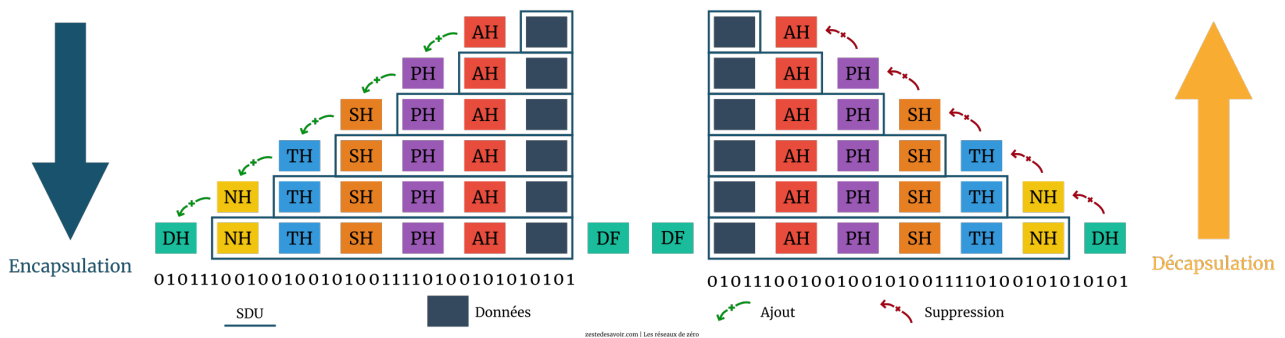 AH AH
PH AH AH PH
SH PH AH AH PH SH
TH SH PH AH AH PH SH TH
NH TH SH PH AH AH PH SH TH NH
DH NH TH SH PH AH DF DF AH PH SH TH NH DH
Encapsulation
Décapsulation
SDU Données Ajout Suppression
zestedesavoir.com | Les réseaux de zéro